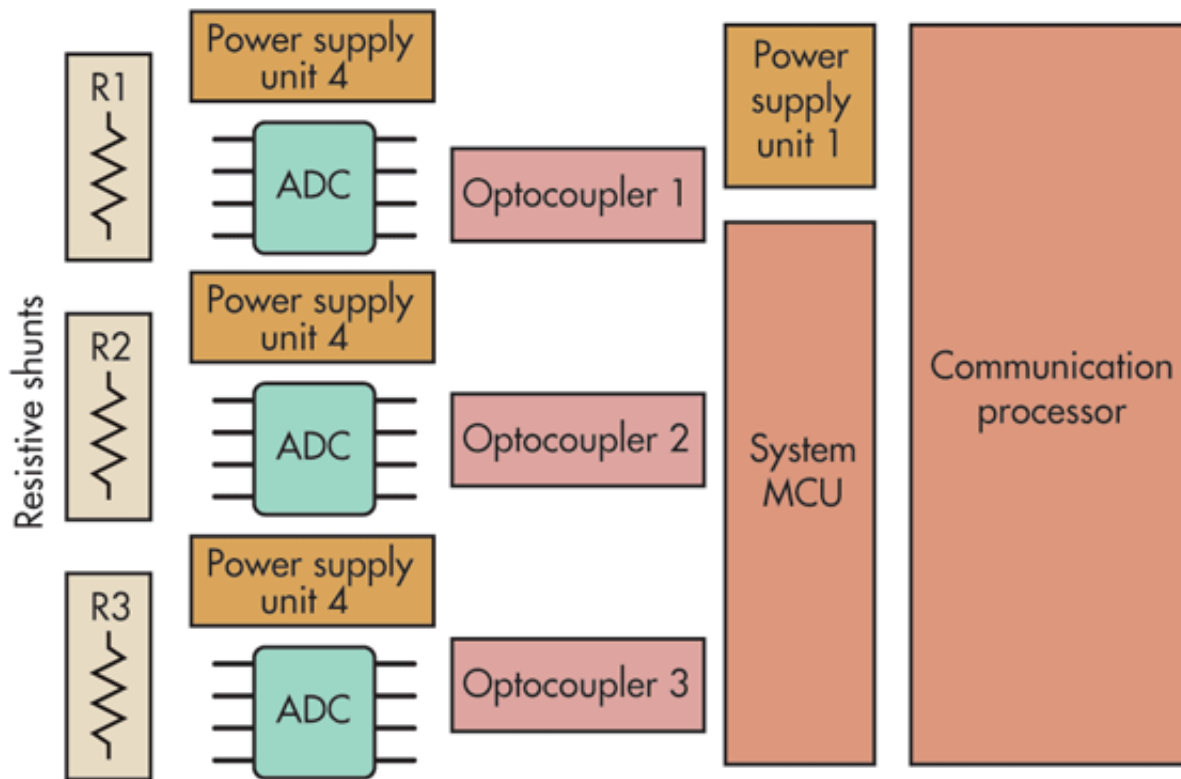 Resistive shunts
R1
Power supply
unit 4
ADC
Optocoupler 1
R2
Power supply
unit 4
ADC
Optocoupler 2
R3
Power supply
unit 4
ADC
Optocoupler 3
Power
supply
unit 1
System
MCU
Communication
processor